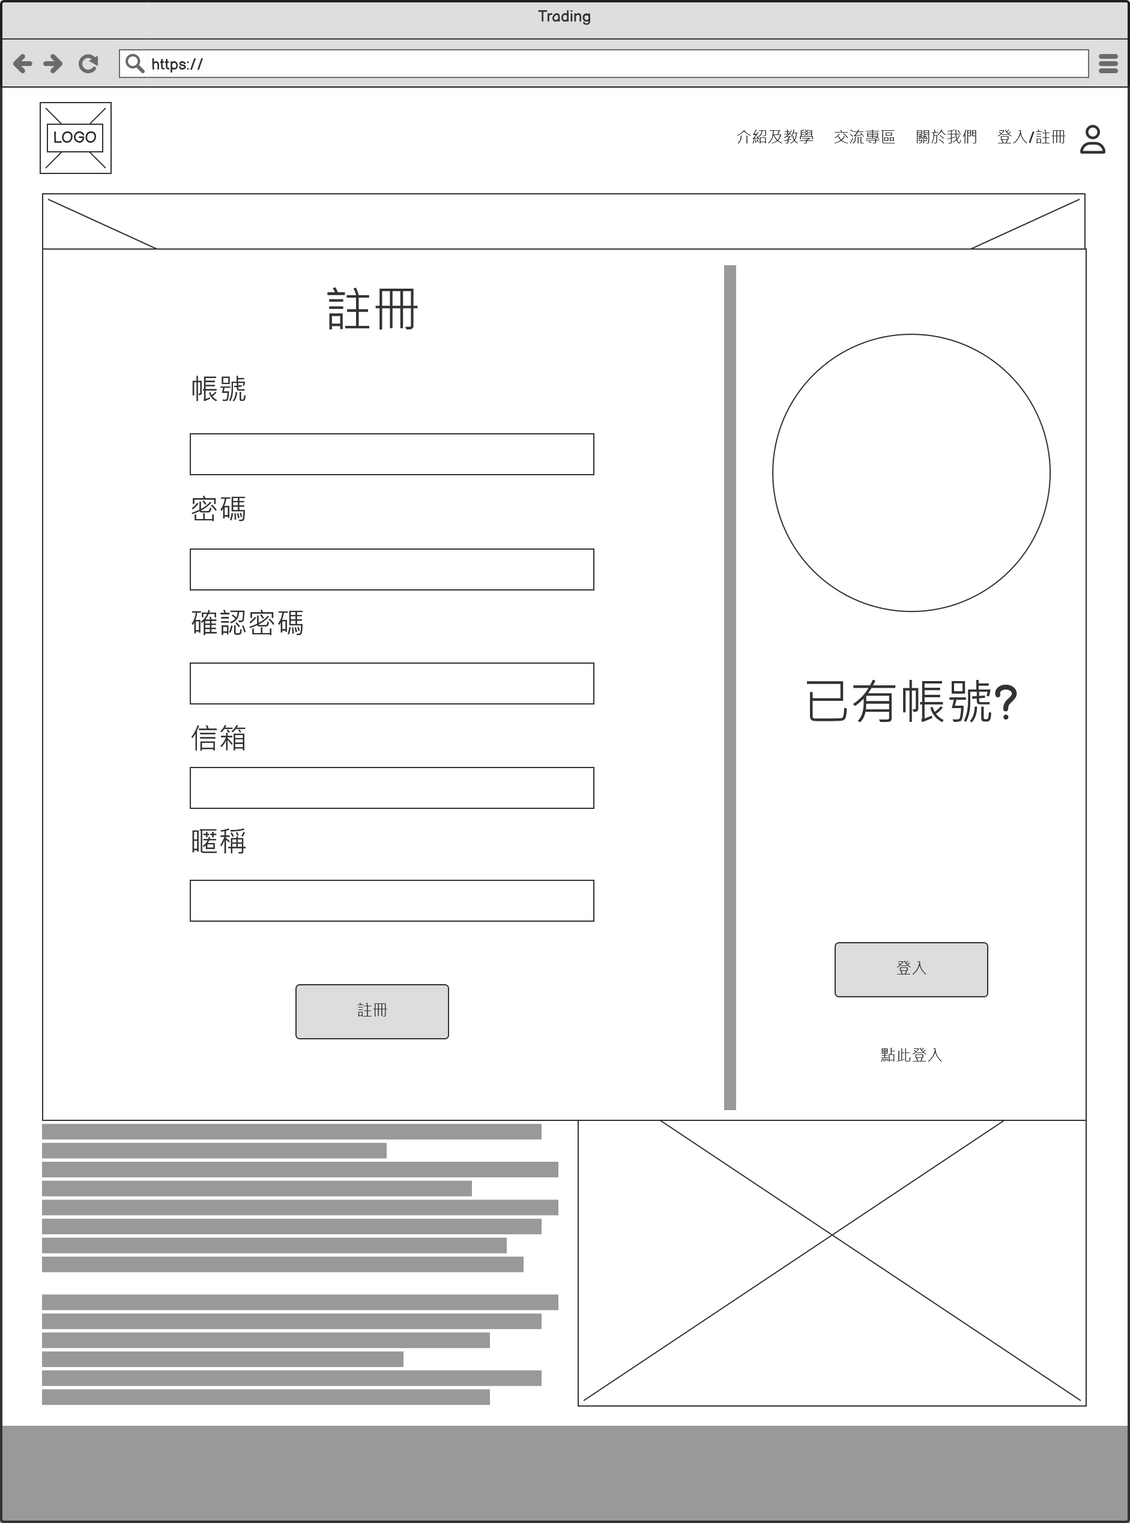 Trading
https://
LOGO
介紹及教學 交流專區 關於我們 登入/註冊
註冊
帳號
密碼
確認密碼
信箱
暱稱
註冊
已有帳號?
登入
點此登入